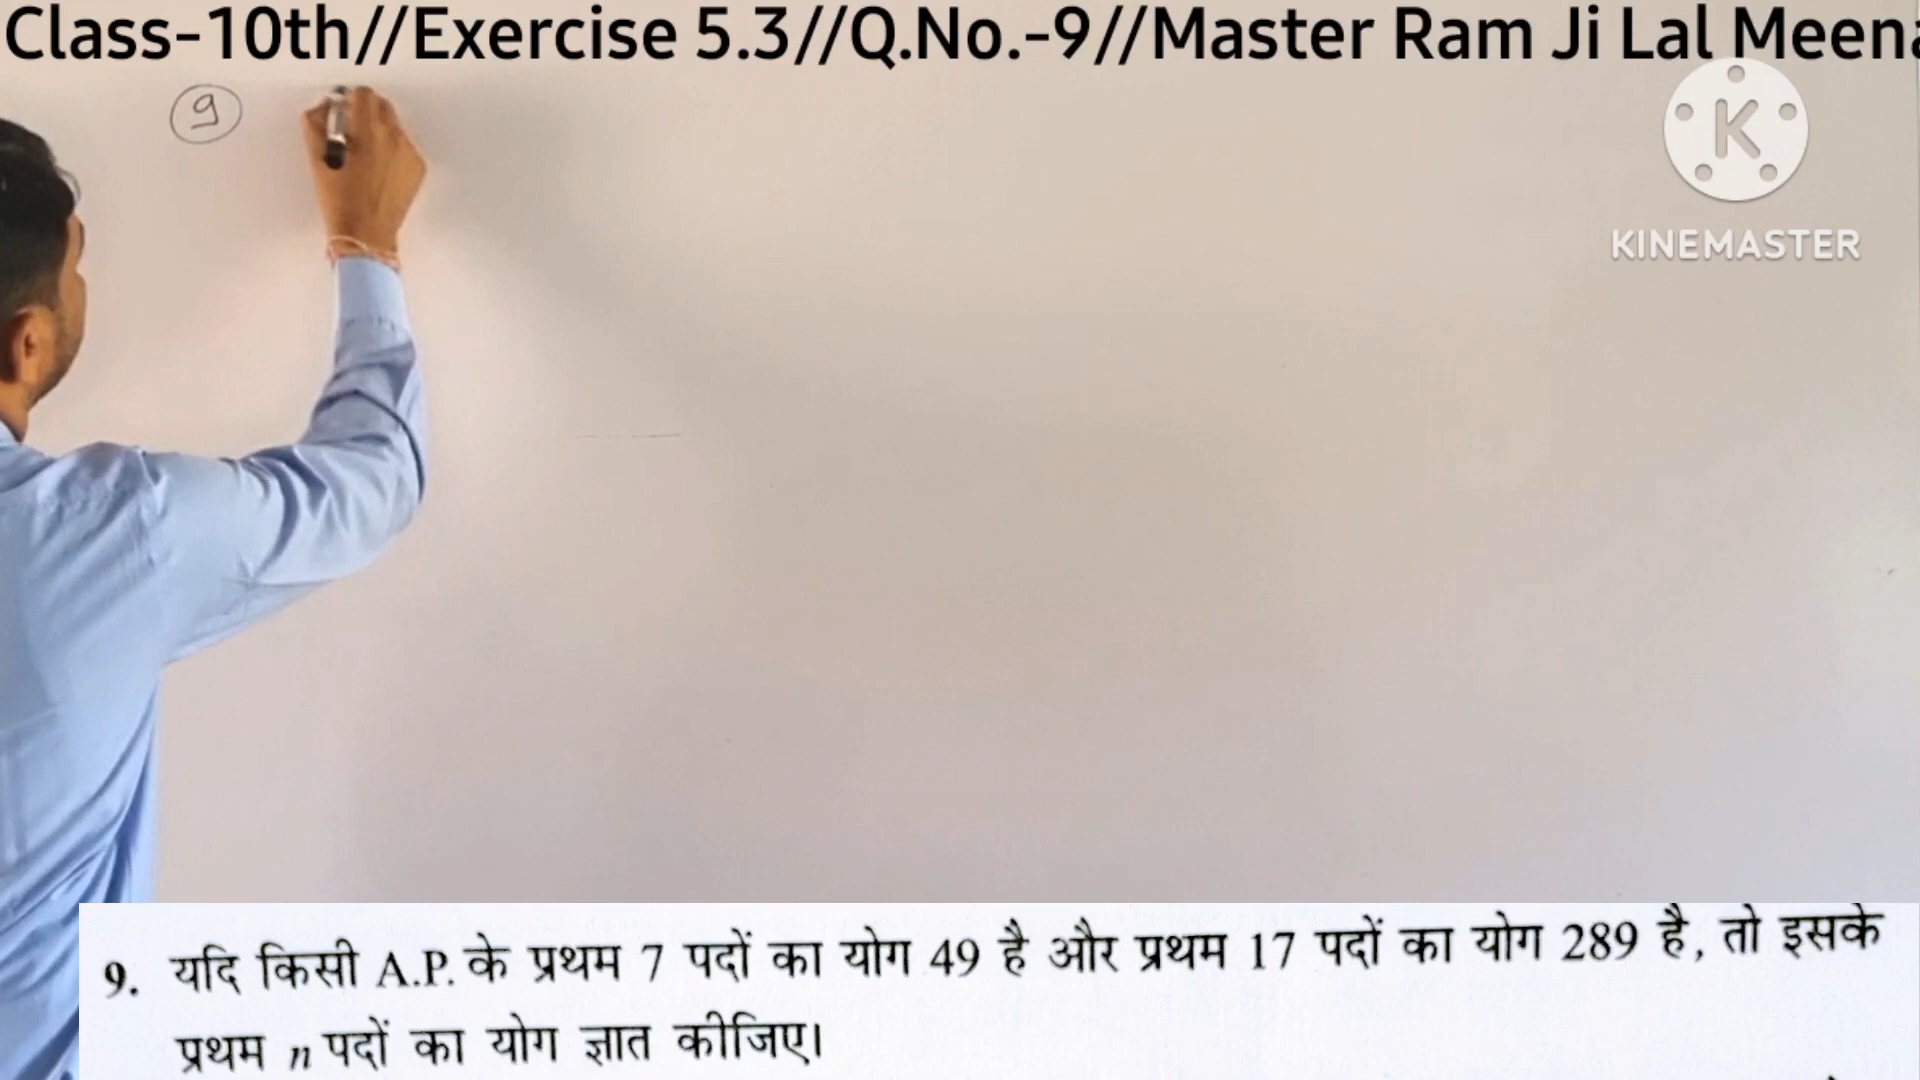 Class-10th//Exercise 5.3//Q.No.-9//Master Ram Ji Lal Meena
9
K
KINEMASTER
9. यदि किसी A.P. के प्रथम 7 पदों का योग 49 है और प्रथम 17 पदों का योग 289 है, तो इसके
प्रथम n पदों का योग ज्ञात कीजिए।